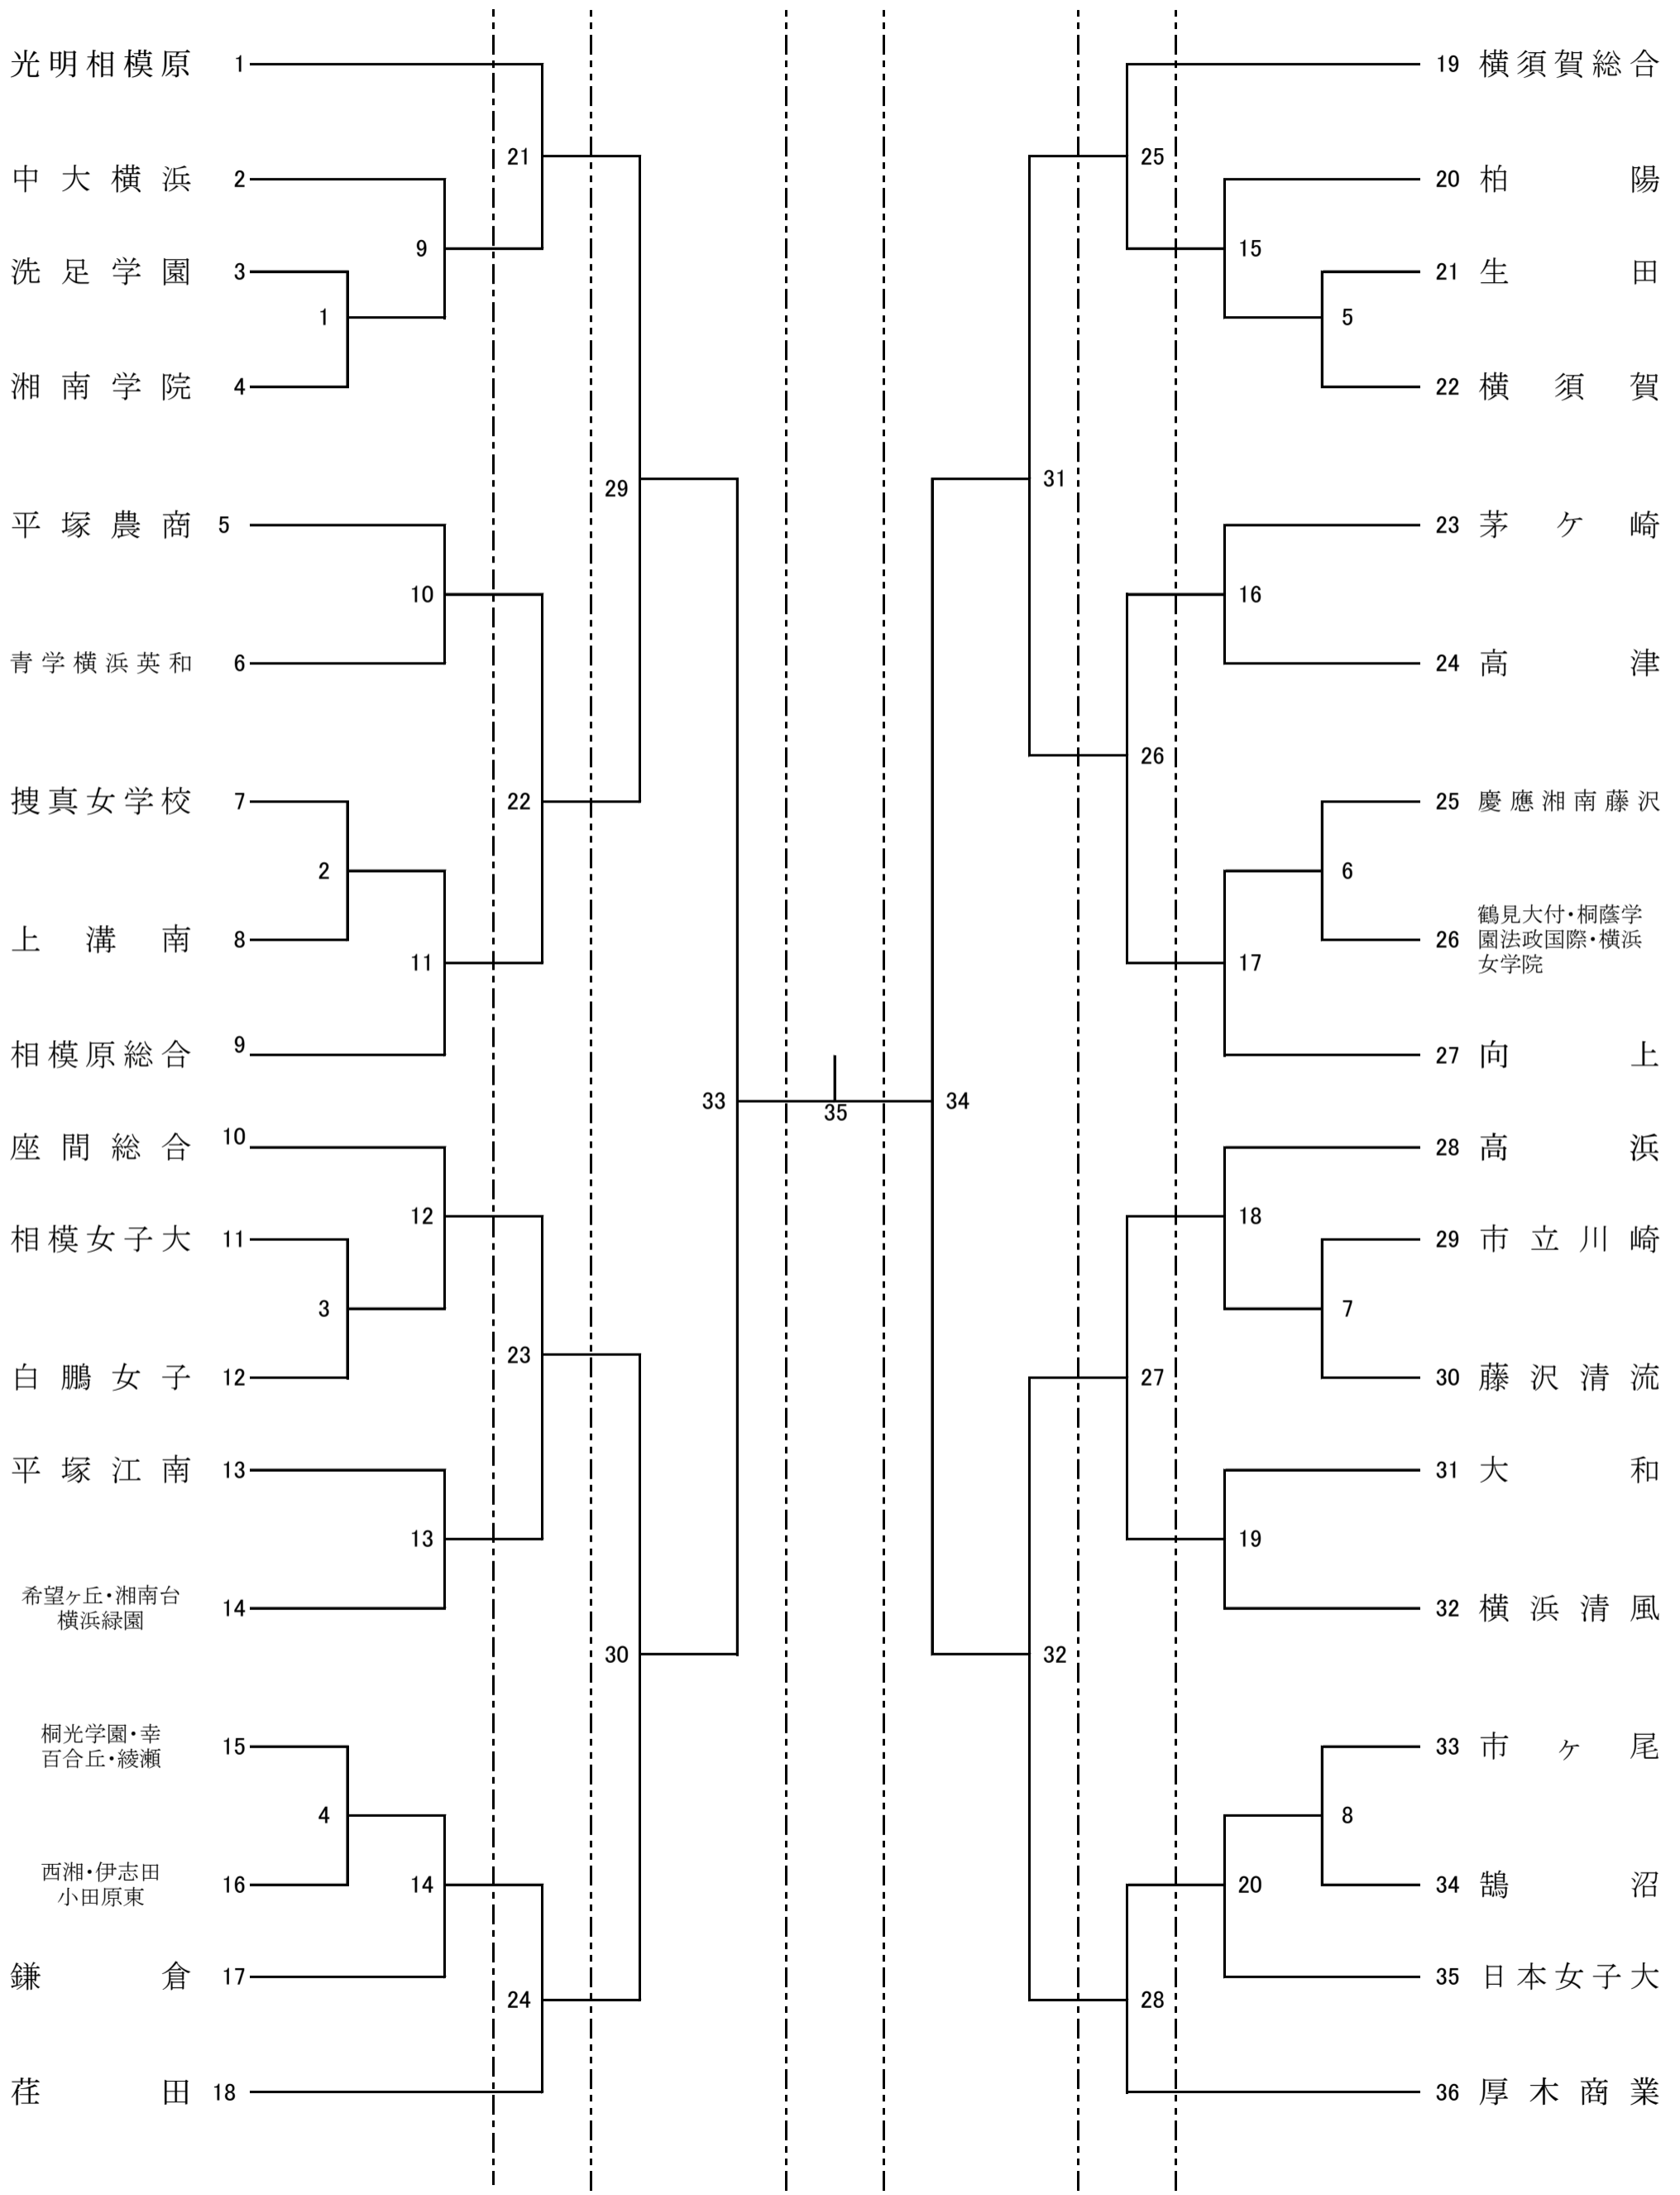 光明相模原 1
21
中大横浜 2
9
洗足学園 3
1
湘南学院 4
29
平塚農商 5
10
青学横浜英和 6
捜真女学校 7
22
2
上溝南 8
11
相模原総合 9
33
座間総合 10
12
相模女子大 11
3
23
白鵬女子 12
平塚江南 13
13
希望ヶ丘・湘南台
横浜緑園
14
30
桐光学園・幸
百合丘・綾瀬
15
4
西湘・伊志田
小田原東
16
14
鎌倉 17
24
荏田 18
35
19 横須賀総合
25
20 柏陽
15
21 生田
5
22 横須賀
31
23 茅ケ崎
16
24 高津
26
25 慶應湘南藤沢
6
26
鶴見大付・桐蔭学
園法政国際・横浜
女学院
17
27 向上
34
28 高浜
18
29 市立川崎
7
27
30 藤沢清流
31 大和
19
32 横浜清風
32
33 市ヶ尾
8
34 鵠沼
20
35 日本女子大
28
36 厚木商業